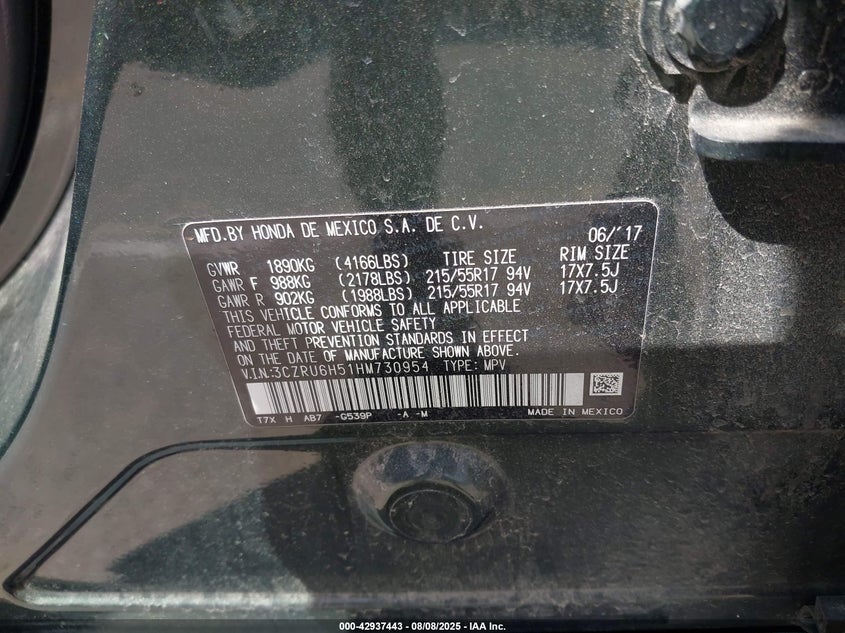 MFD.BY HONDA DE MEXICO S.A. DE C.V. 06/'17
GVWR 1890KG (4166LBS) TIRE SIZE RIM SIZE
GAWR F 988KG (2178LBS) 215/55R17 94V 17X7.5J
GAWR R 902KG (1988LBS) 215/55R17 94V 17X7.5J
THIS VEHICLE CONFORMS TO ALL APPLICABLE
FEDERAL MOTOR VEHICLE SAFETY
AND THEFT PREVENTION STANDARDS IN EFFECT
ON THE DATE OF MANUFACTURE SHOWN ABOVE.
V.I.N:3CZRU6H51HM730954 TYPE: MPV
T7X H AB7 -G539P -A -M MADE IN MEXICO
000-42937443 - 08/08/2025 - IAA Inc.